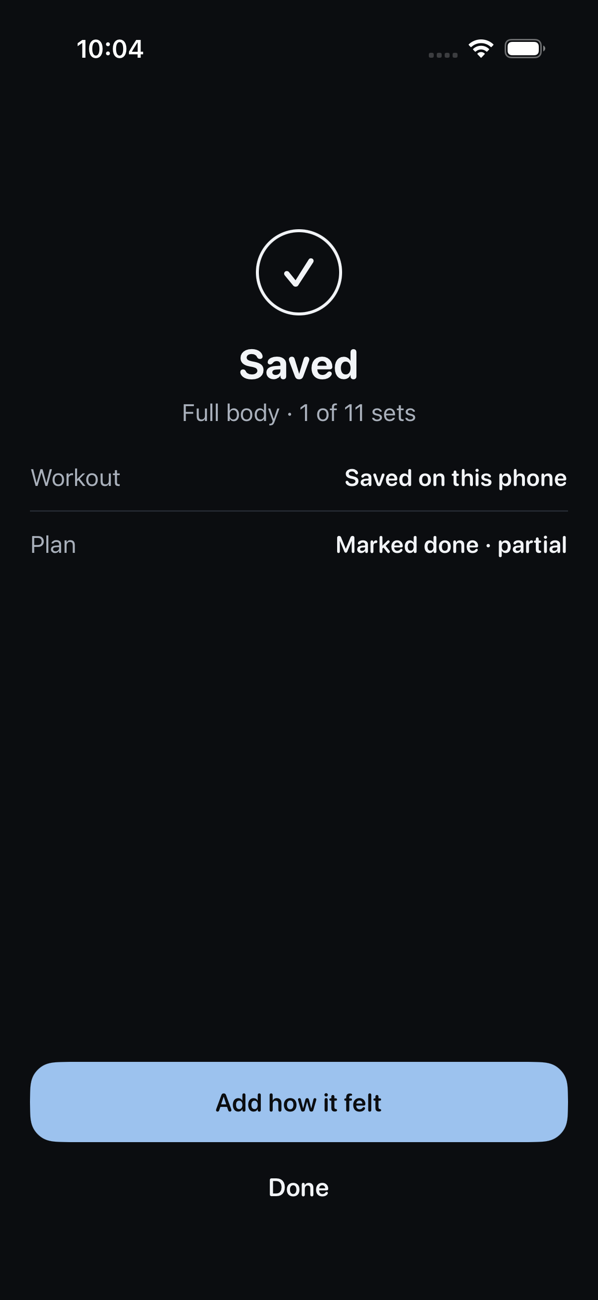 10:04
Saved
Full body · 1 of 11 sets
Workout Saved on this phone
Plan Marked done · partial
Add how it felt
Done